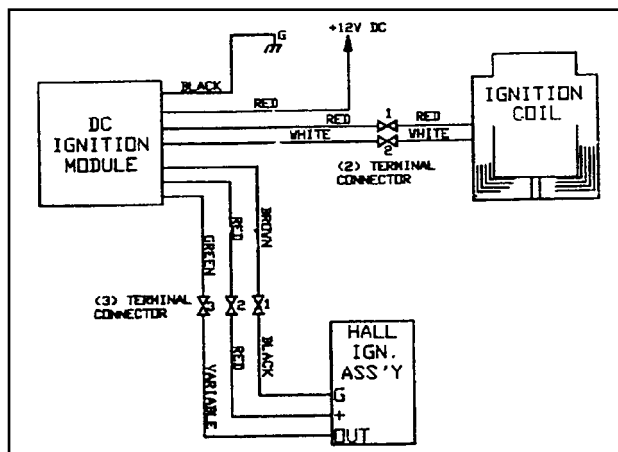 G
+12V DC
BLACK
RED
DC
IGNITION
MODULE
RED
1
RED
WHITE
2
WHITE
IGNITION
COIL
(2) TERMINAL
CONNECTOR
GREEN
RED
BROWN
(3) TERMINAL
CONNECTOR
3
2
1
VARIABLE
RED
BLACK
HALL
IGN.
ASS'Y
G
+
OUT